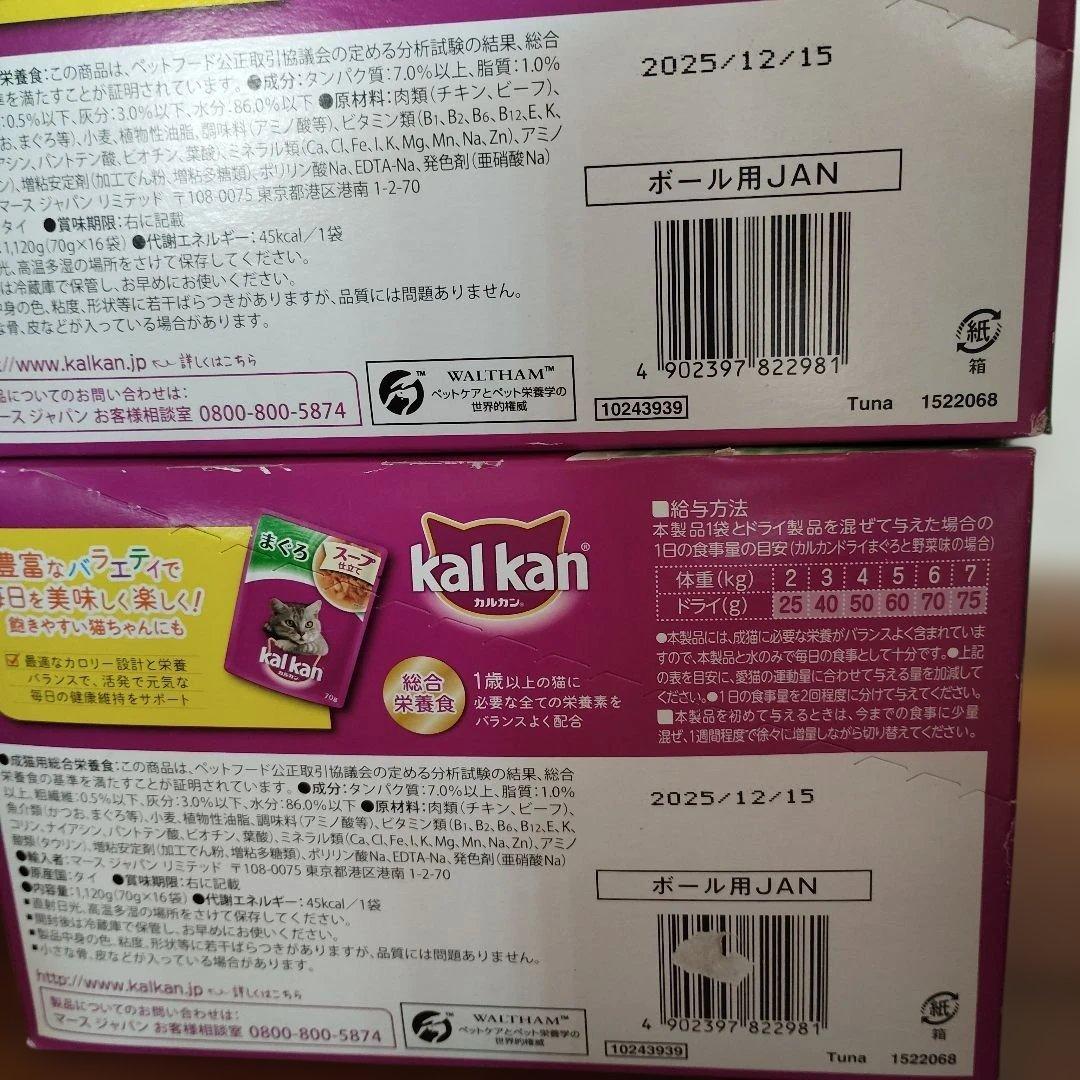 栄養食:この商品は、ペットフード公正取引協議会の定める分析試験の結果、総合
準を満たすことが証明されています。●成分:タンパク質:7.0%以上、脂質:1.0%
:0.5%以下、灰分:3.0%以下、水分:86.0%以下 ●原材料:肉類(チキン、ビーフ)、
お、まぐろ等)、小麦、植物性油脂、調味料(アミノ酸等)、ビタミン類(B1、B2、B6、B12、E、K、
アシン、パントテン酸、ビオチン、葉酸)、ミネラル類(Ca、Cl、Fe、I、K、Mg、Mn、Na、Zn)、アミノ
ン)、増粘安定剤(加工でん粉、増粘多糖類)、ポリリン酸Na、EDTA-Na、発色剤(亜硝酸Na)
マース ジャパン リミテッド 〒108-0075 東京都港区港南 1-2-70
タイ ●賞味期限:右に記載
:1,120g(70g×16袋) ●代謝エネルギー:45kcal/1袋
光、高温多湿の場所をさけて保存してください。
は冷蔵庫で保管し、お早めにお使いください。
中身の色、粘度、形状等に若干ばらつきがありますが、品質には問題ありません。
な骨、皮などが入っている場合があります。
://www.kalkan.jp 詳しくはこちら
品についてのお問い合わせは:
マース ジャパン お客様相談室 0800-800-5874
WALTHAM™
ペットケアとペット栄養学の
世界的権威
2025/12/15
ボール用JAN
4 902397 822981
紙
箱
10243939
Tuna 1522068
豊富なバラエティで
毎日を美味しく楽しく!
飽きやすい猫ちゃんにも
最適なカロリー設計と栄養
バランスで、活発で元気な
毎日の健康維持をサポート
まぐろ
スープ
仕立て
kal kan
カルカン
70g
kal kan®
カルカン®
総合
栄養食
1歳以上の猫に
必要な全ての栄養素を
バランスよく配合
■給与方法
本製品1袋とドライ製品を混ぜて与えた場合の
1日の食事量の目安(カルカンドライまぐろと野菜味の場合)
体重(kg) 2 3 4 5 6 7
ドライ(g) 25 40 50 60 70 75
●本製品には、成猫に必要な栄養がバランスよく含まれていま
すので、本製品と水のみで毎日の食事として十分です。●上記
の表を目安に、愛猫の運動量に合わせて与える量を加減して
ください。●1日の食事量を2回程度に分けて与えてください。
■本製品を初めて与えるときは、今までの食事に少量
混ぜ、1週間程度で徐々に増量しながら切り替えてください。
●成猫用総合栄養食:この商品は、ペットフード公正取引協議会の定める分析試験の結果、総合
栄養食の基準を満たすことが証明されています。●成分:タンパク質:7.0%以上、脂質:1.0%
以上、粗繊維:0.5%以下、灰分:3.0%以下、水分:86.0%以下 ●原材料:肉類(チキン、ビーフ)、
魚介類(かつお、まぐろ等)、小麦、植物性油脂、調味料(アミノ酸等)、ビタミン類(B1、B2、B6、B12、E、K、
コリン、ナイアシン、パントテン酸、ビオチン、葉酸)、ミネラル類(Ca、Cl、Fe、I、K、Mg、Mn、Na、Zn)、アミノ
酸類(タウリン)、増粘安定剤(加工でん粉、増粘多糖類)、ポリリン酸Na、EDTA-Na、発色剤(亜硝酸Na)
●輸入者:マース ジャパン リミテッド 〒108-0075 東京都港区港南 1-2-70
●原産国:タイ ●賞味期限:右に記載
●内容量:1,120g(70g×16袋) ●代謝エネルギー:45kcal/1袋
■直射日光、高温多湿の場所をさけて保存してください。
■開封後は冷蔵庫で保管し、お早めにお使いください。
■製品中身の色、粘度、形状等に若干ばらつきがありますが、品質には問題ありません。
■小さな骨、皮などが入っている場合があります。
http://www.kalkan.jp 詳しくはこちら
製品についてのお問い合わせは:
マース ジャパン お客様相談室 0800-800-5874
WALTHAM™
ペットケアとペット栄養学の
世界的権威
2025/12/15
ボール用JAN
4 902397 822981
紙
箱
10243939
Tuna 1522068